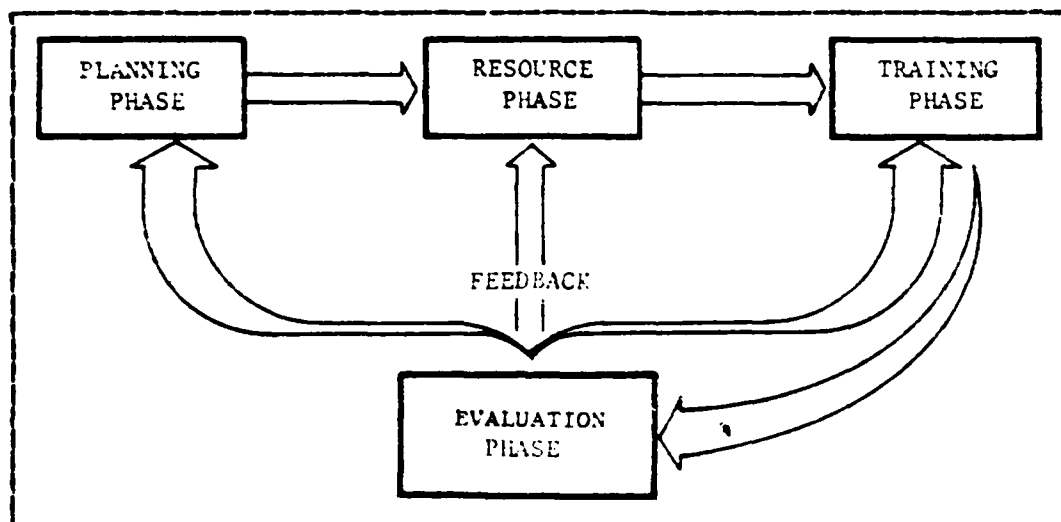 PLANNING
PHASE
RESOURCE
PHASE
TRAINING
PHASE
FEEDBACK
EVALUATION
PHASE